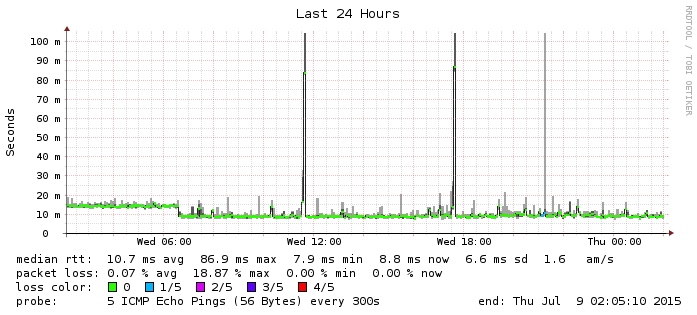 Last 24 Hours
RRDTOOL / TOBI OETIKER
Seconds
100 m
90 m
80 m
70 m
60 m
50 m
40 m
30 m
20 m
10 m
0
Wed 06:00 Wed 12:00 Wed 18:00 Thu 00:00
median rtt: 10.7 ms avg 86.9 ms max 7.9 ms min 8.8 ms now 6.6 ms sd 1.6 am/s
packet loss: 0.07 % avg 18.87 % max 0.00 % min 0.00 % now
loss color: 0 1/5 2/5 3/5 4/5
probe: 5 ICMP Echo Pings (56 Bytes) every 300s end: Thu Jul 9 02:05:10 2015